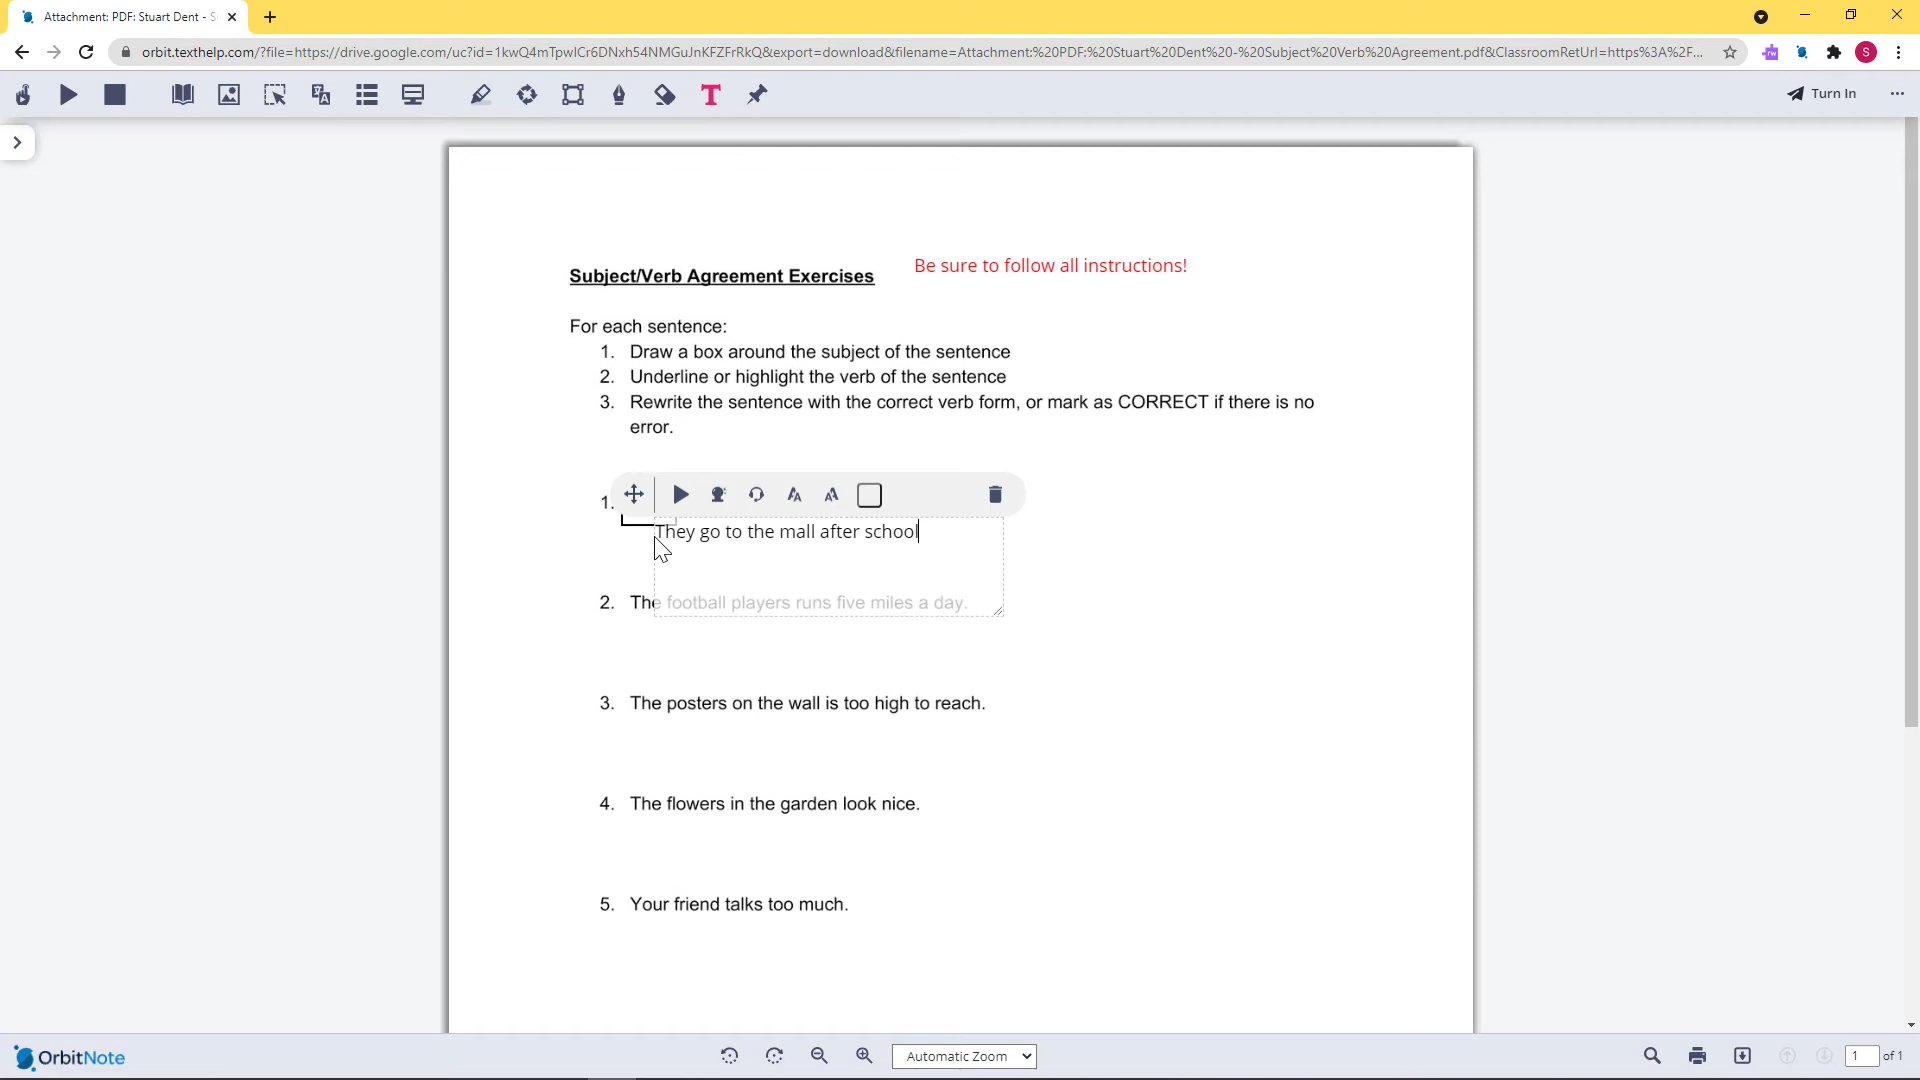 Attachment: PDF: Stuart Dent - S
orbit.texthelp.com/?file=https://drive.google.com/uc?id=1kwQ4mTpwICr6DNxh54NMGuJnKFZFrRkQ&export=download&filename=Attachment:%20PDF:%20Stuart%20Dent%20-%20Subject%20Verb%20Agreement.pdf&ClassroomRetUrl=https%3A%2F...
rw
S
T
Turn In
Subject/Verb Agreement Exercises
Be sure to follow all instructions!
For each sentence:
1. Draw a box around the subject of the sentence
2. Underline or highlight the verb of the sentence
3. Rewrite the sentence with the correct verb form, or mark as CORRECT if there is no
error.
1.
They go to the mall after school
2. The football players runs five miles a day.
3. The posters on the wall is too high to reach.
4. The flowers in the garden look nice.
5. Your friend talks too much.
OrbitNote
Automatic Zoom
1 of 1